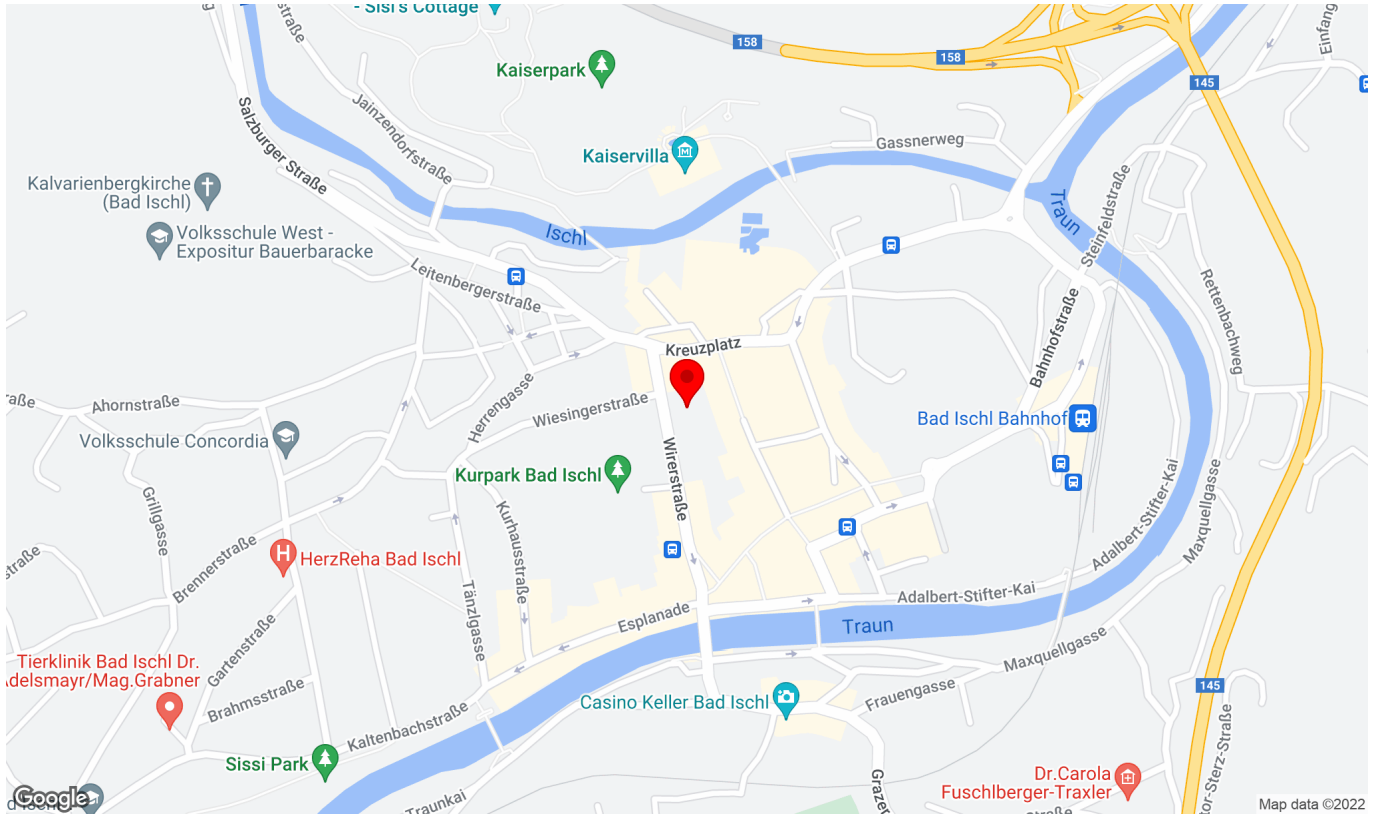 - Sisi's Cottage
158
158
145
Kaiserpark
Jainzendorfstraße
Salzburger Straße
Gassnerweg
Einfang
Kaiservilla
Kalvarienbergkirche
(Bad Ischl)
Volksschule West -
Expositur Bauerbaracke
Ischl
Traun
Steinfeldstraße
Leitenbergerstraße
Rettenbachweg
Bahnhofstraße
Kreuzplatz
Ahornstraße
Herrengasse
Wiesingerstraße
Volksschule Concordia
Bad Ischl Bahnhof
Kurpark Bad Ischl
Wirerstraße
Grillgasse
Kurhausstraße
Adalbert-Stifter-Kai
Maxquellgasse
HerzReha Bad Ischl
Brennerstraße
Tänzlgasse
Adalbert-Stifter-Kai
Esplanade
Traun
Gartenstraße
Maxquellgasse
Tierklinik Bad Ischl Dr.
Adelsmayr/Mag.Grabner
Brahmsstraße
Frauengasse
145
Casino Keller Bad Ischl
Kaltenbachstraße
Sissi Park
Dr.Carola
Fuschlberger-Traxler
Grazer
tor-Sterz-Straße
Traunkai
Google
Map data ©2022